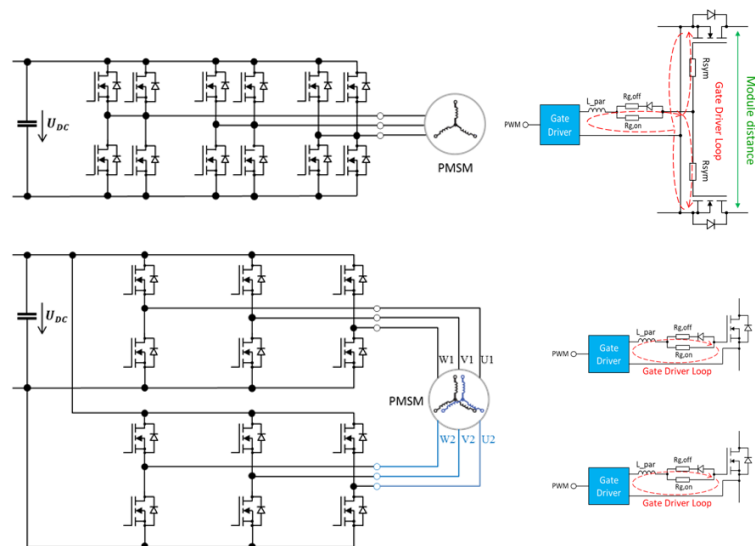 U_DC
PMSM
PWM
Gate
Driver
L_par
Rg,off
Rg,on
Rsym
Rsym
Gate Driver Loop
Module distance
U_DC
W1 V1 U1
PMSM
W2 V2 U2
PWM
Gate
Driver
L_par
Rg,off
Rg,on
Gate Driver Loop
PWM
Gate
Driver
L_par
Rg,off
Rg,on
Gate Driver Loop